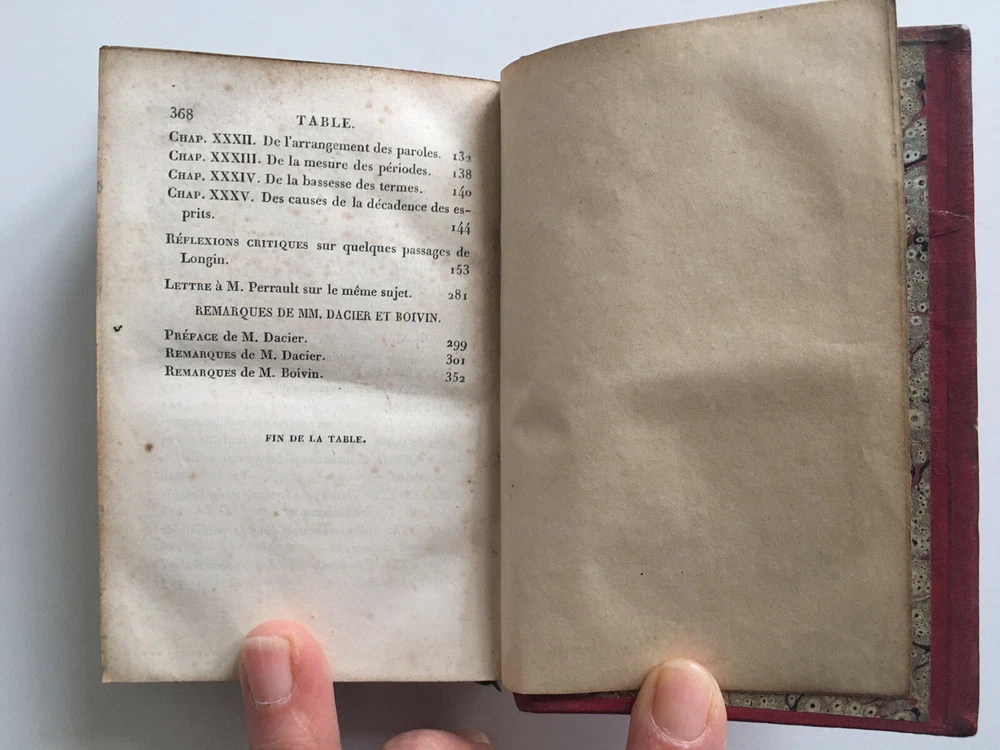 368
TABLE.
CHAP. XXXII. De l'arrangement des paroles. 132
CHAP. XXXIII. De la mesure des périodes. 138
CHAP. XXXIV. De la bassesse des termes. 140
CHAP. XXXV. Des causes de la décadence des es-
prits. 144
RÉFLEXIONS CRITIQUES sur quelques passages de
Longin. 153
LETTRE à M. Perrault sur le même sujet. 281
REMARQUES DE MM. DACIER ET BOIVIN.
PRÉFACE de M. Dacier. 299
REMARQUES de M. Dacier. 301
REMARQUES de M. Boivin. 352
FIN DE LA TABLE.